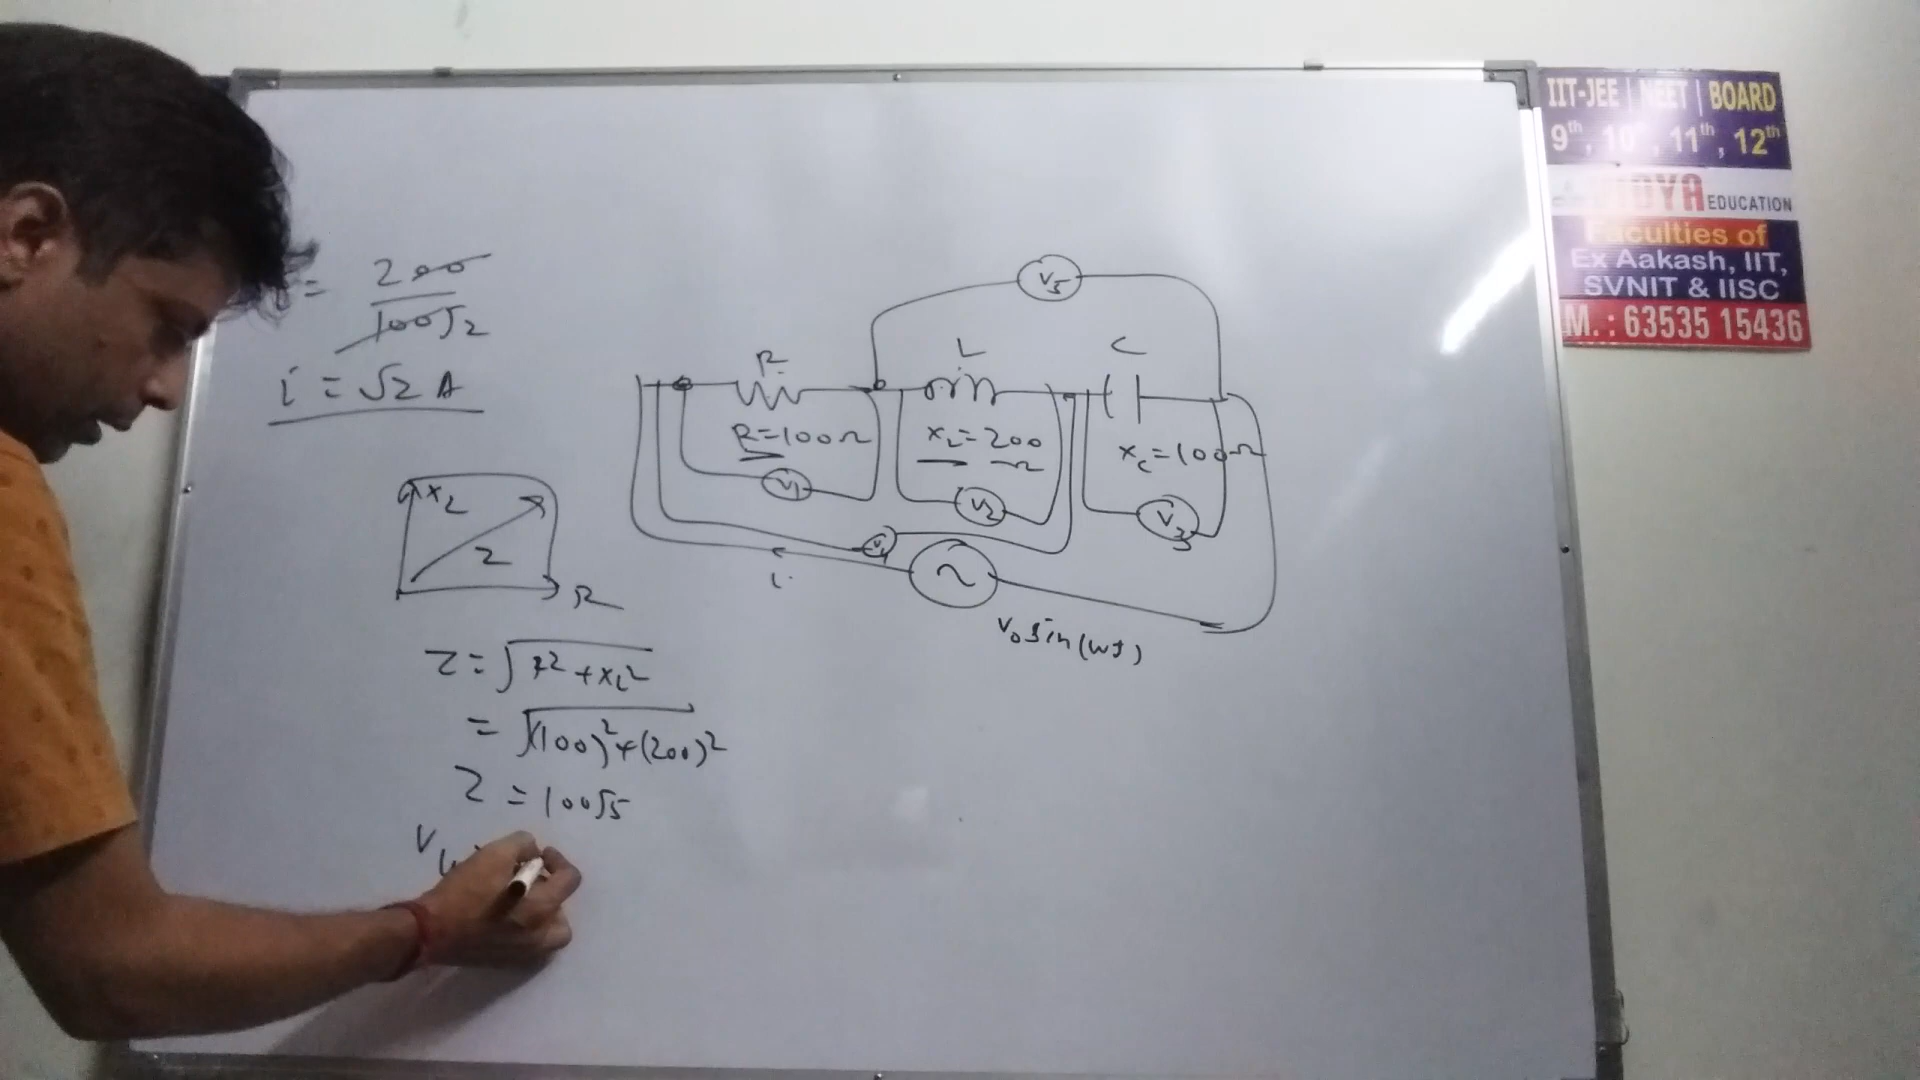 = 200 / 100√2
i = √2 A
X_L
Z
R
Z = √(R² + X_L²)
= √((100)² + (200)²)
Z = 100√5
V
V5
R
L
C
R=100Ω
X_L=200 Ω
X_C=100Ω
V1
V2
V3
V4
i
V₀ sin(ωt)
IIT-JEE | NEET | BOARD
9th, 10th, 11th, 12th
EDUCATION
Faculties of
Ex Aakash, IIT,
SVNIT & IISC
M. : 63535 15436